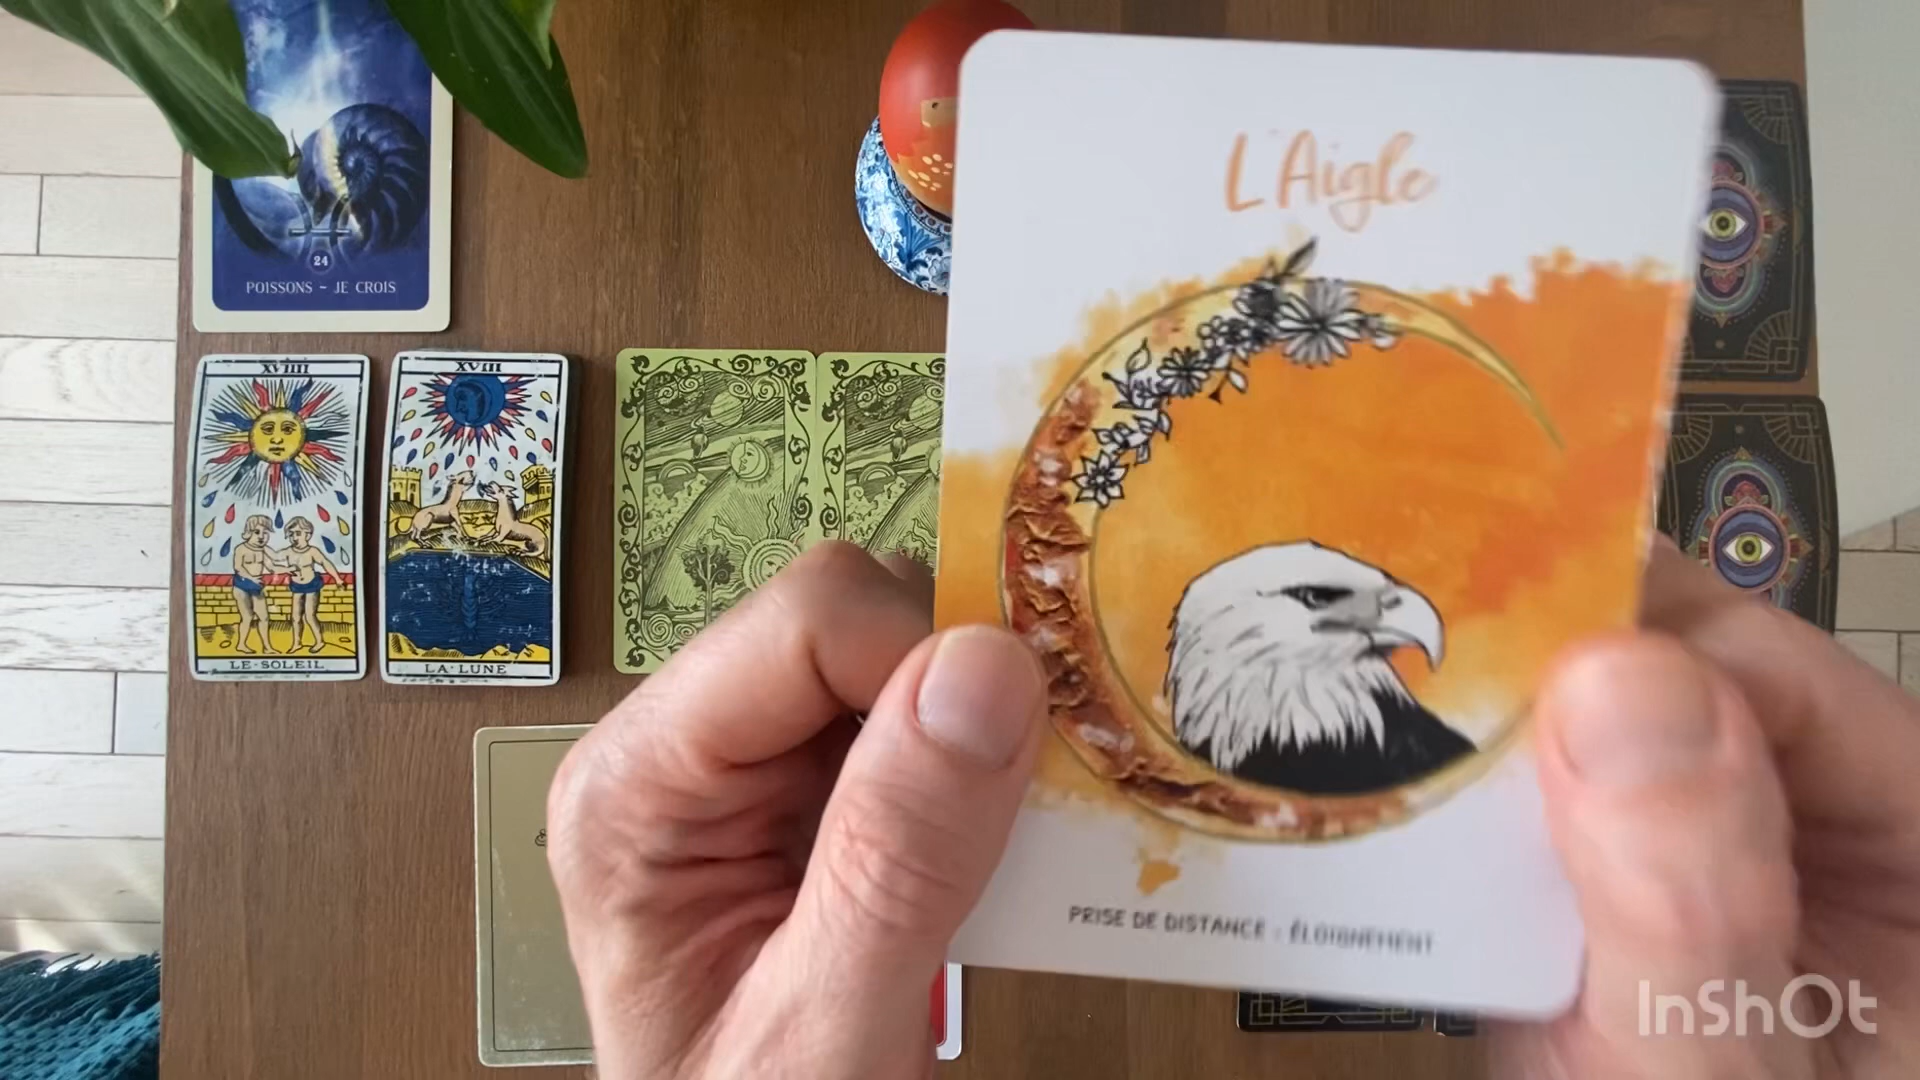 L'Aigle
24
POISSONS ~ JE CROIS
XVIIII
XVIII
LE·SOLEIL
LA·LUNE
PRISE DE DISTANCE - ÉLOIGNEMENT
InShOt